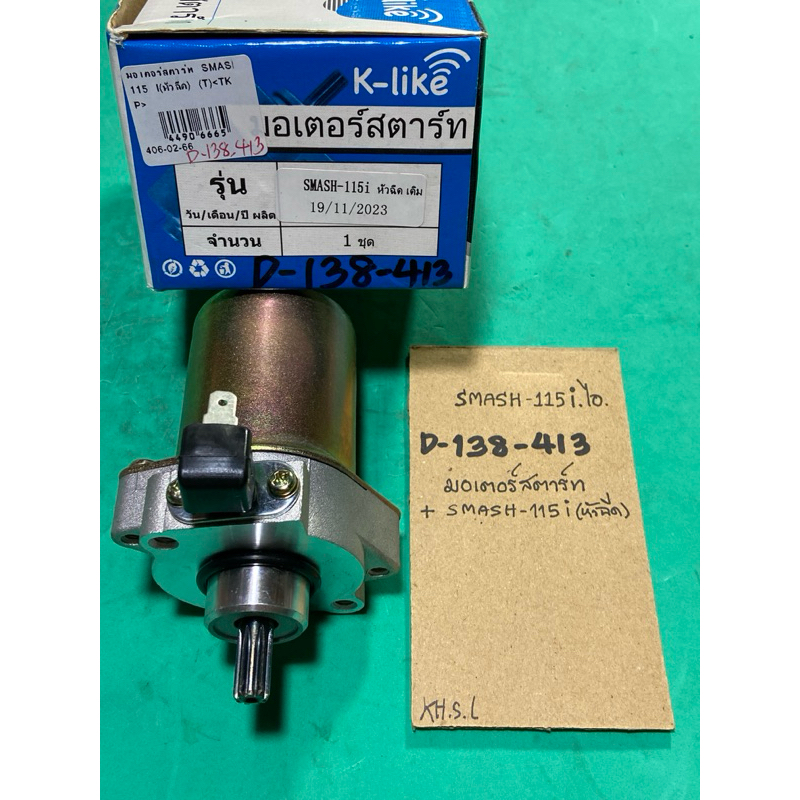 K-like
มอเตอร์สตาร์ท SMASH
115 I(หัวฉีด) (T)<TK
P>
44906665
406-02-66
D-138-413
มอเตอร์สตาร์ท
รุ่น
SMASH-115i หัวฉีด เดิม
วัน/เดือน/ปี ผลิต
19/11/2023
จำนวน
1 ชุด
D-138-413
SMASH-115i.ไอ.
D-138-413
มอเตอร์สตาร์ท
+ SMASH-115i (หัวฉีด)
KH.S.L